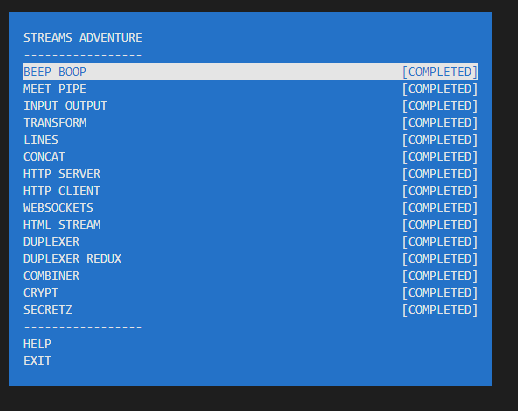 STREAMS ADVENTURE
-----------------
BEEP BOOP [COMPLETED]
MEET PIPE [COMPLETED]
INPUT OUTPUT [COMPLETED]
TRANSFORM [COMPLETED]
LINES [COMPLETED]
CONCAT [COMPLETED]
HTTP SERVER [COMPLETED]
HTTP CLIENT [COMPLETED]
WEBSOCKETS [COMPLETED]
HTML STREAM [COMPLETED]
DUPLEXER [COMPLETED]
DUPLEXER REDUX [COMPLETED]
COMBINER [COMPLETED]
CRYPT [COMPLETED]
SECRETZ [COMPLETED]
-----------------
HELP
EXIT